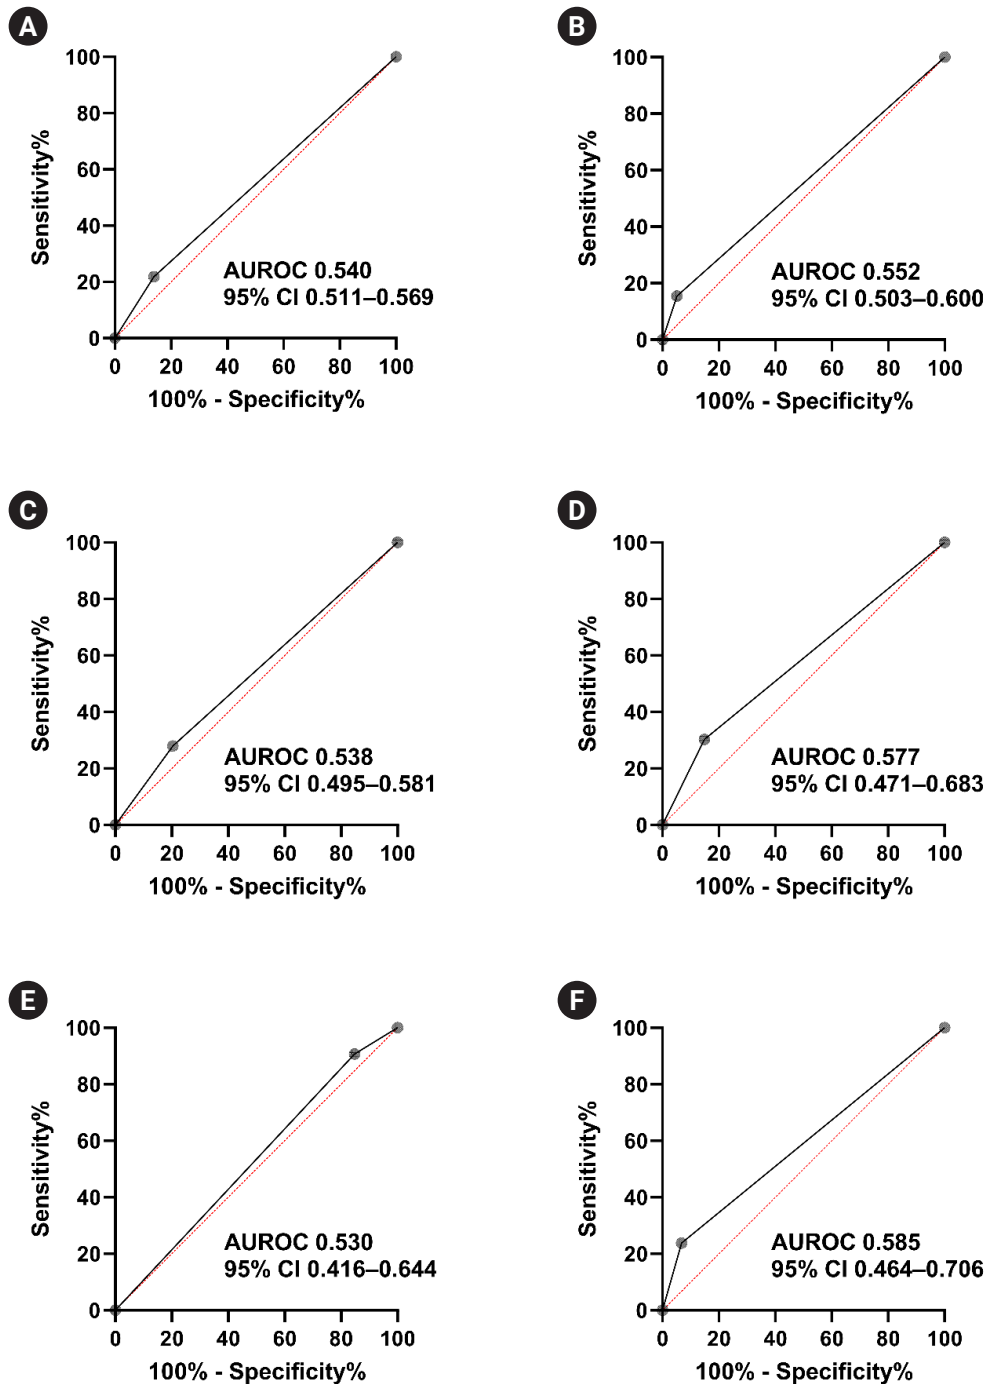 A
100
80
60
40
20
0
Sensitivity%
AUROC 0.540
95% CI 0.511–0.569
0 20 40 60 80 100
100% - Specificity%
B
100
80
60
40
20
0
Sensitivity%
AUROC 0.552
95% CI 0.503–0.600
0 20 40 60 80 100
100% - Specificity%
C
100
80
60
40
20
0
Sensitivity%
AUROC 0.538
95% CI 0.495–0.581
0 20 40 60 80 100
100% - Specificity%
D
100
80
60
40
20
0
Sensitivity%
AUROC 0.577
95% CI 0.471–0.683
0 20 40 60 80 100
100% - Specificity%
E
100
80
60
40
20
0
Sensitivity%
AUROC 0.530
95% CI 0.416–0.644
0 20 40 60 80 100
100% - Specificity%
F
100
80
60
40
20
0
Sensitivity%
AUROC 0.585
95% CI 0.464–0.706
0 20 40 60 80 100
100% - Specificity%